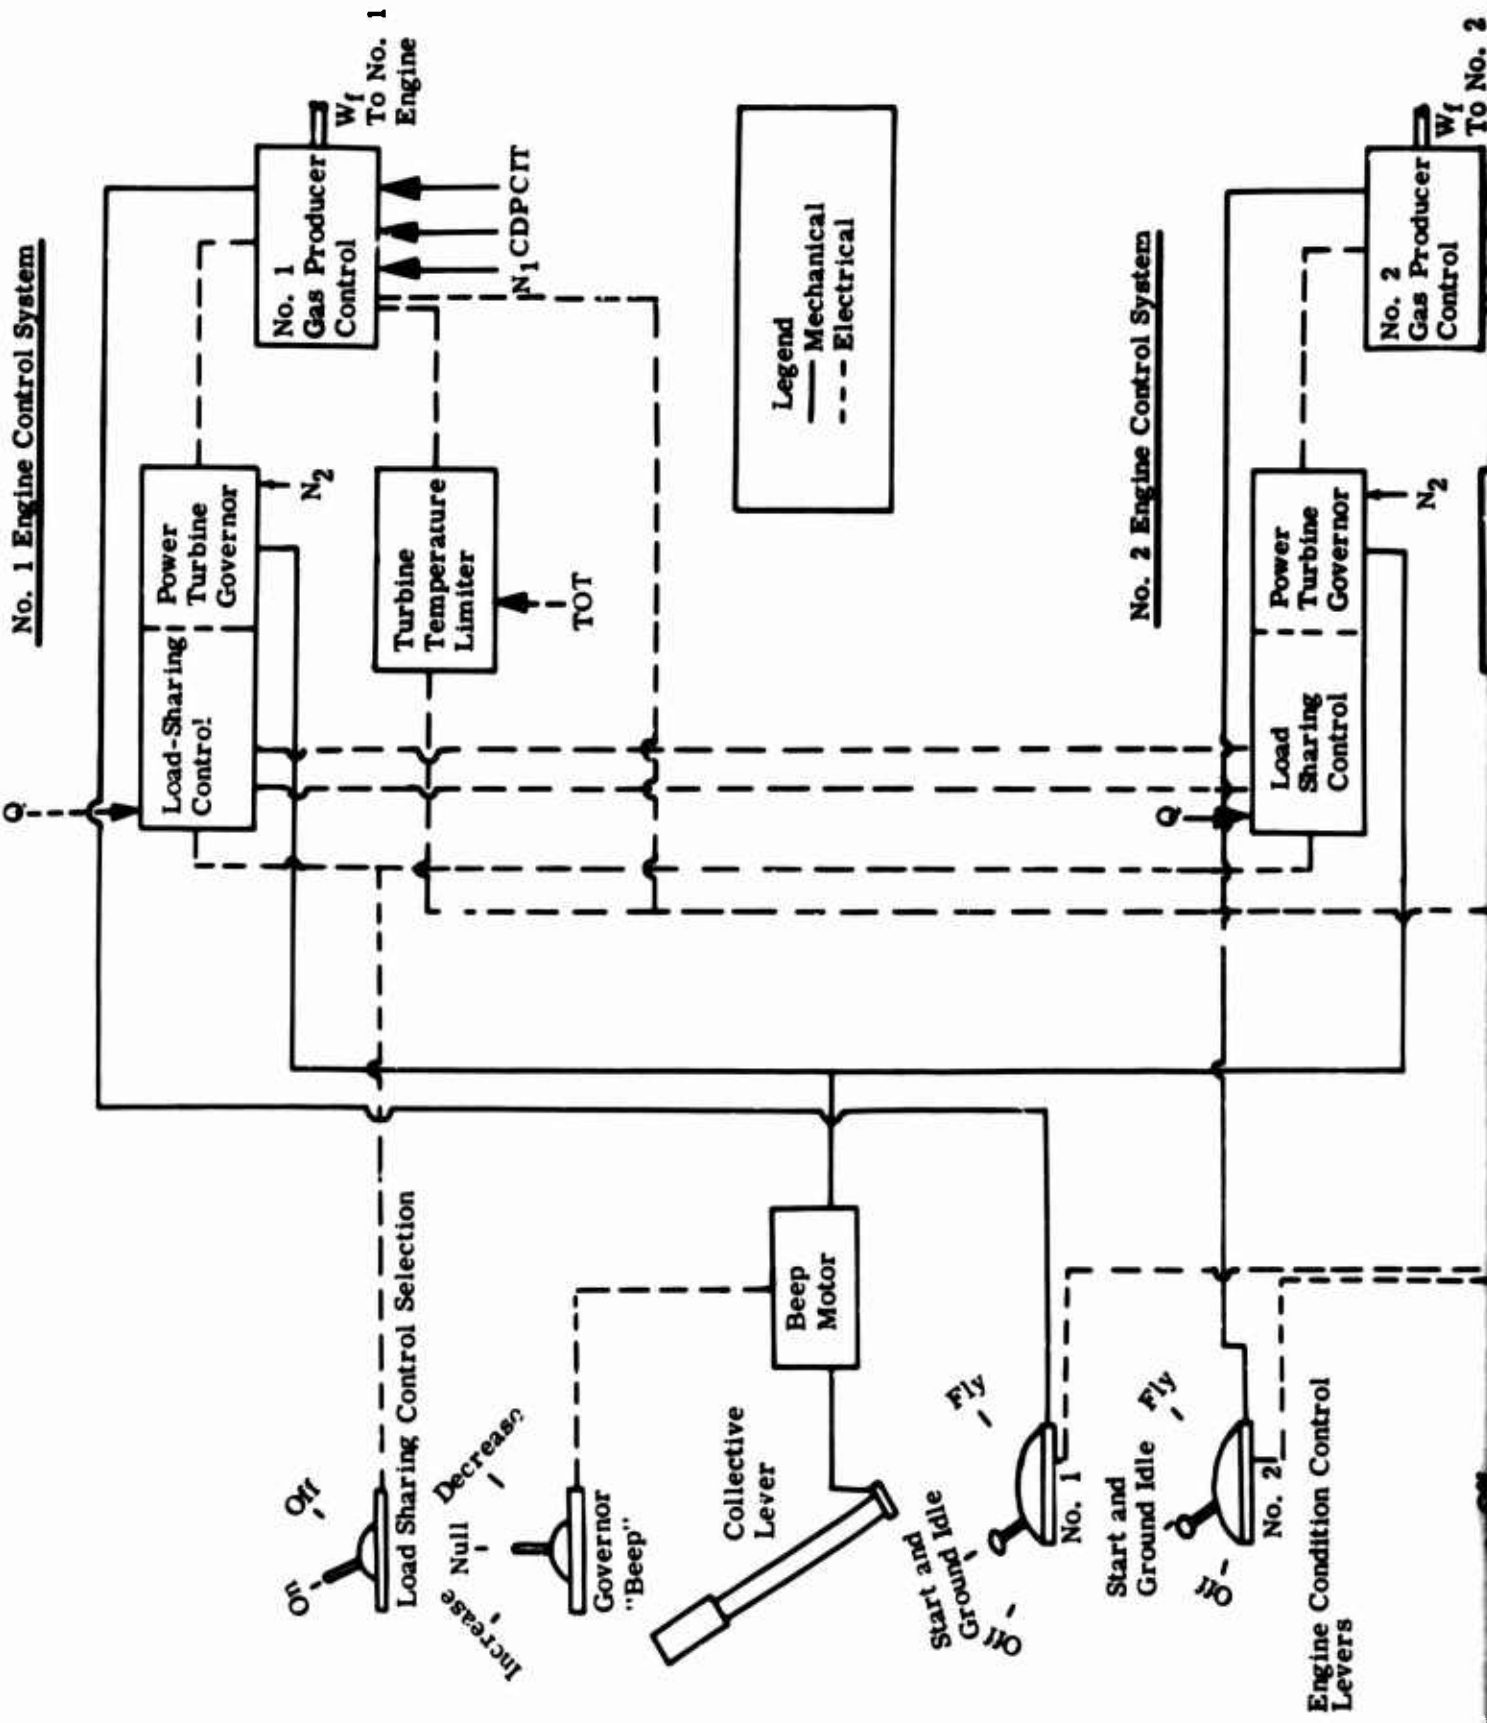 No. 1 Engine Control System
Q
Load-Sharing
Control
Power
Turbine
Governor
N2
No. 1
Gas Producer
Control
Wf
To No. 1
Engine
N1 CDP CIT
Turbine
Temperature
Limiter
TOT
On
Off
Load Sharing Control Selection
Increase
Null
Decrease
Governor
"Beep"
Legend
Mechanical
Electrical
Collective
Lever
Beep
Motor
Off
Start and
Ground Idle
Fly
No. 1
Off
Start and
Ground Idle
Fly
No. 2
Engine Condition Control
Levers
No. 2 Engine Control System
Q
Load
Sharing
Control
Power
Turbine
Governor
N2
No. 2
Gas Producer
Control
Wf
To No. 2